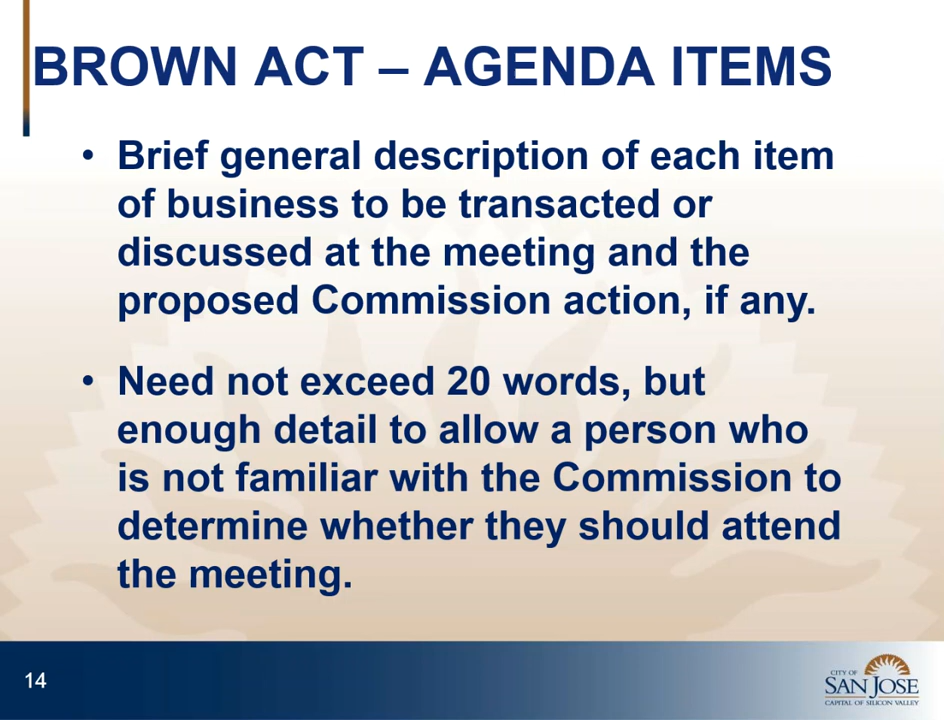 BROWN ACT – AGENDA ITEMS
• Brief general description of each item
of business to be transacted or
discussed at the meeting and the
proposed Commission action, if any.
• Need not exceed 20 words, but
enough detail to allow a person who
is not familiar with the Commission to
determine whether they should attend
the meeting.
14
CITY OF
SAN JOSE
CAPITAL OF SILICON VALLEY